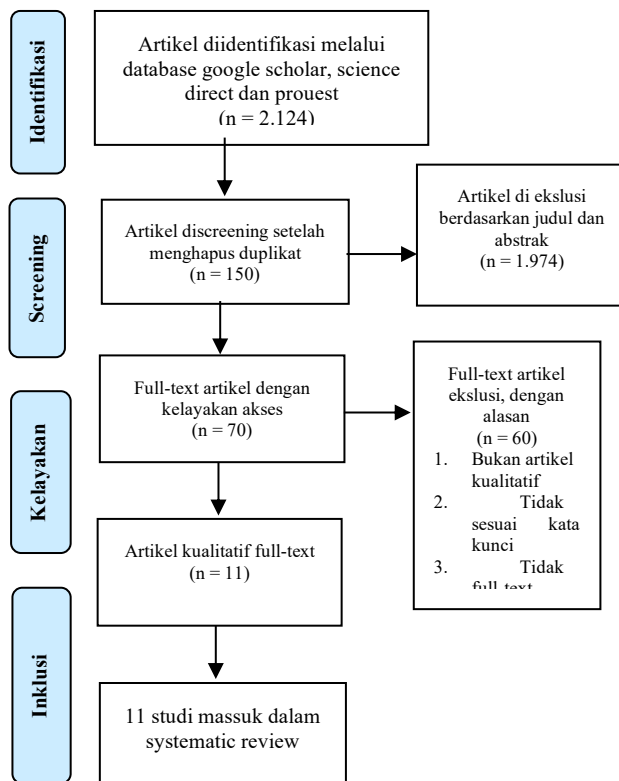 Identifikasi
Artikel diidentifikasi melalui
database google scholar, science
direct dan prouest
(n = 2.124)
Screening
Artikel discreening setelah
menghapus duplikat
(n = 150)
Artikel di ekslusi
berdasarkan judul dan
abstrak
(n = 1.974)
Kelayakan
Full-text artikel dengan
kelayakan akses
(n = 70)
Full-text artikel
ekslusi, dengan
alasan
(n = 60)
1. Bukan artikel
kualitatif
2. Tidak
sesuai kata
kunci
3. Tidak
full-text
Artikel kualitatif full-text
(n = 11)
Inklusi
11 studi massuk dalam
systematic review